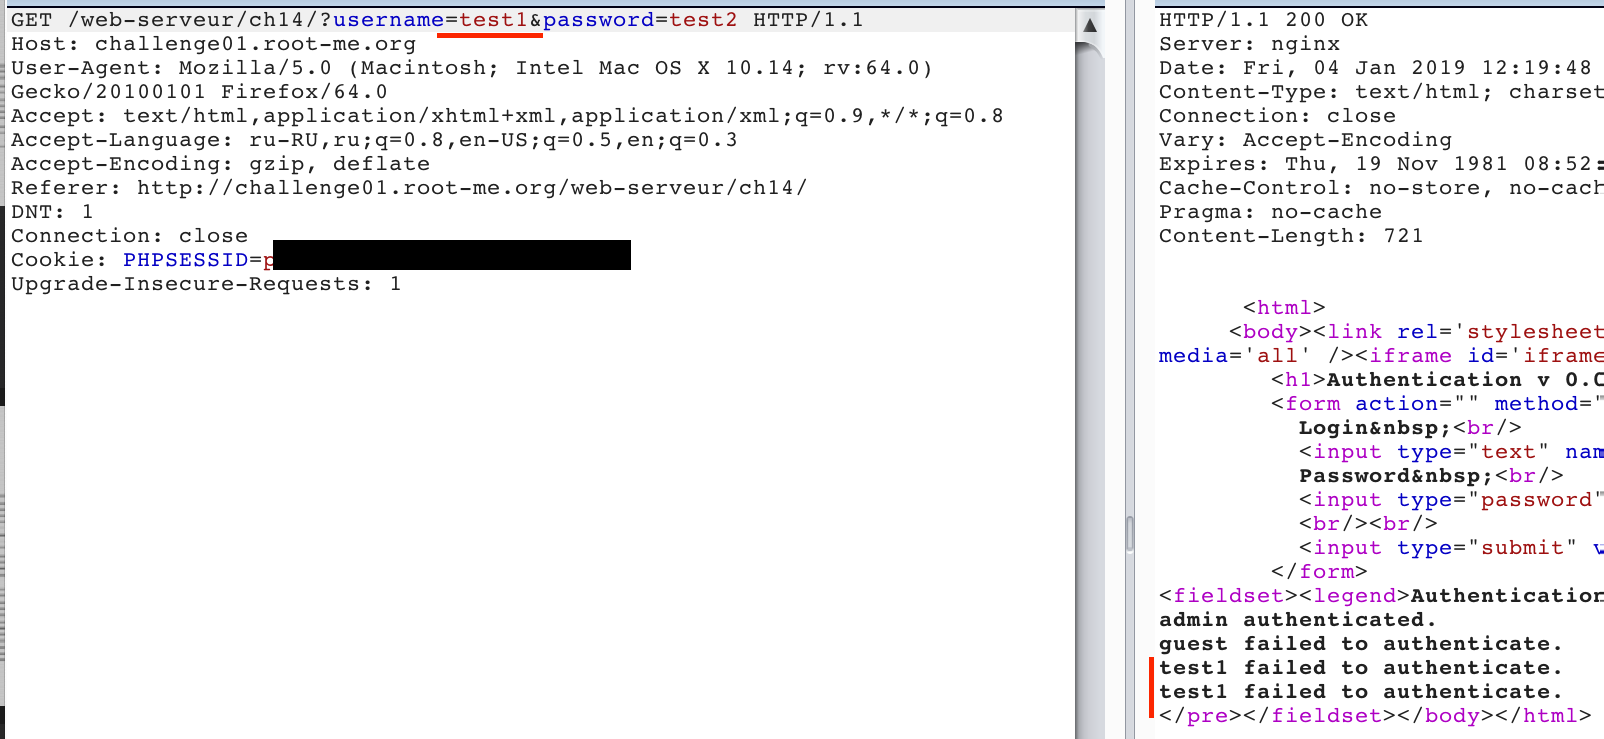 GET /web-serveur/ch14/?username=test1&password=test2 HTTP/1.1
Host: challenge01.root-me.org
User-Agent: Mozilla/5.0 (Macintosh; Intel Mac OS X 10.14; rv:64.0)
Gecko/20100101 Firefox/64.0
Accept: text/html,application/xhtml+xml,application/xml;q=0.9,*/*;q=0.8
Accept-Language: ru-RU,ru;q=0.8,en-US;q=0.5,en;q=0.3
Accept-Encoding: gzip, deflate
Referer: http://challenge01.root-me.org/web-serveur/ch14/
DNT: 1
Connection: close
Cookie: PHPSESSID=p
Upgrade-Insecure-Requests: 1
HTTP/1.1 200 OK
Server: nginx
Date: Fri, 04 Jan 2019 12:19:48
Content-Type: text/html; charset
Connection: close
Vary: Accept-Encoding
Expires: Thu, 19 Nov 1981 08:52:
Cache-Control: no-store, no-cach
Pragma: no-cache
Content-Length: 721
<html>
<body><link rel='stylesheet
media='all' /><iframe id='iframe
<h1>Authentication v 0.0
<form action="" method="
Login&nbsp;<br/>
<input type="text" nam
Password&nbsp;<br/>
<input type="password"
<br/><br/>
<input type="submit" v
</form>
<fieldset><legend>Authentication
admin authenticated.
guest failed to authenticate.
test1 failed to authenticate.
test1 failed to authenticate.
</pre></fieldset></body></html>